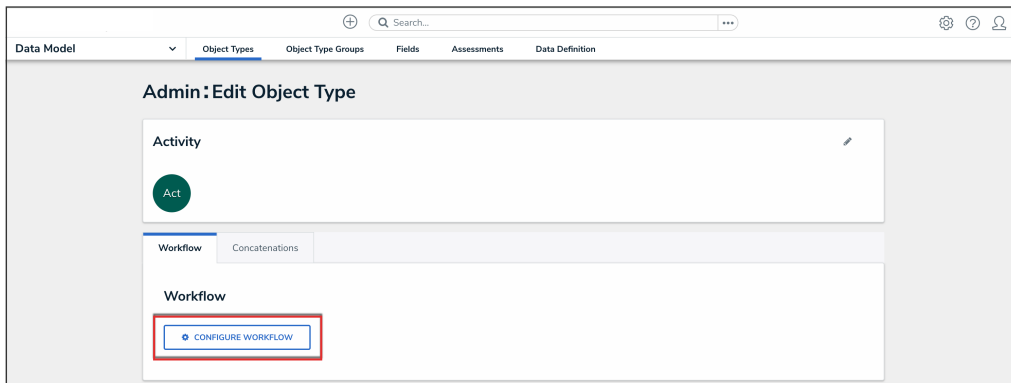 Search...
Data Model Object Types Object Type Groups Fields Assessments Data Definition
Admin: Edit Object Type
Activity
Act
Workflow Concatenations
Workflow
CONFIGURE WORKFLOW